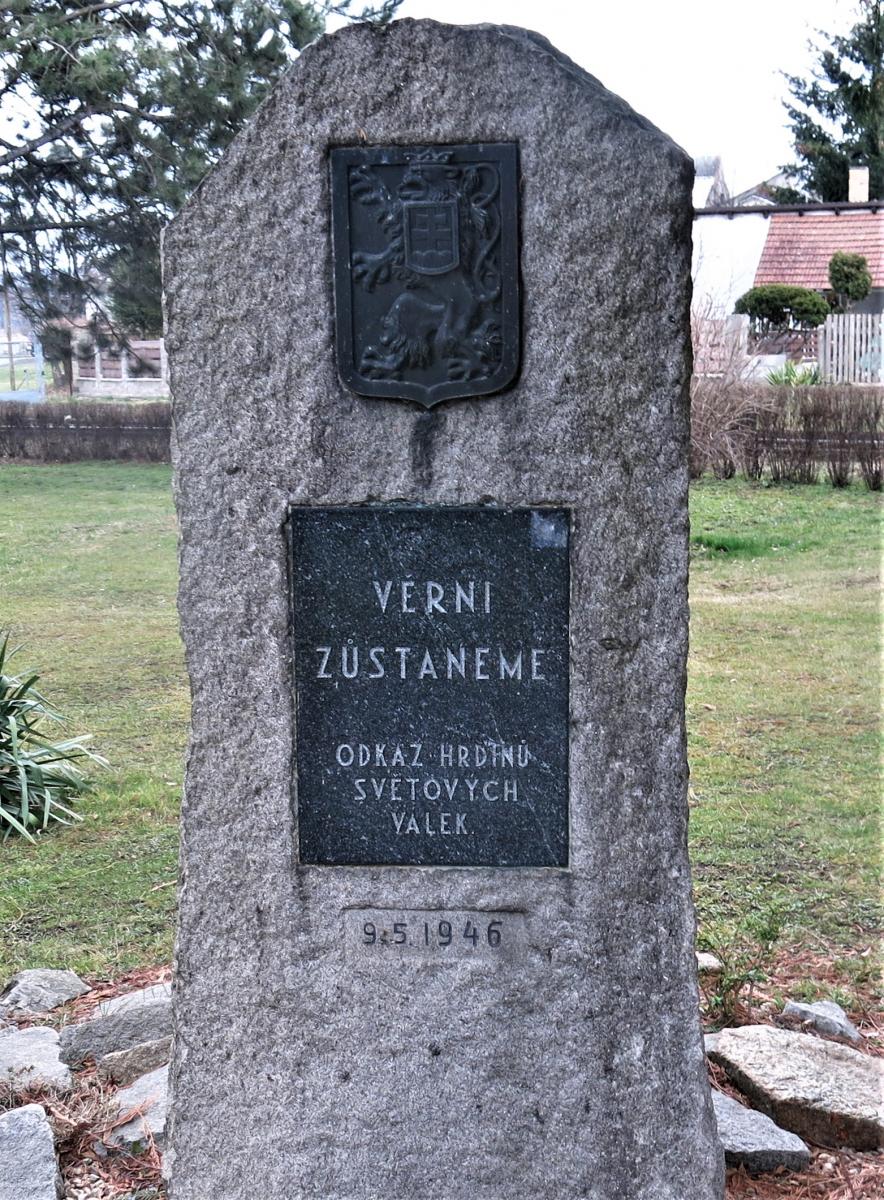 VĚRNI
ZŮSTANEME
ODKAZ HRDINŮ
SVĚTOVÝCH
VÁLEK.
9.5.1946